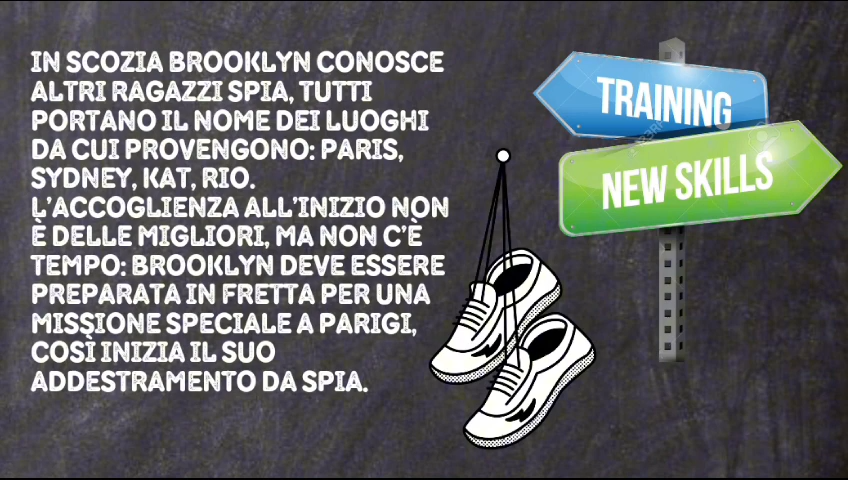 IN SCOZIA BROOKLYN CONOSCE
ALTRI RAGAZZI SPIA, TUTTI
PORTANO IL NOME DEI LUOGHI
DA CUI PROVENGONO: PARIS,
SYDNEY, KAT, RIO.
L'ACCOGLIENZA ALL'INIZIO NON
È DELLE MIGLIORI, MA NON C'È
TEMPO: BROOKLYN DEVE ESSERE
PREPARATA IN FRETTA PER UNA
MISSIONE SPECIALE A PARIGI,
COSÌ INIZIA IL SUO
ADDESTRAMENTO DA SPIA.
TRAINING
NEW SKILLS